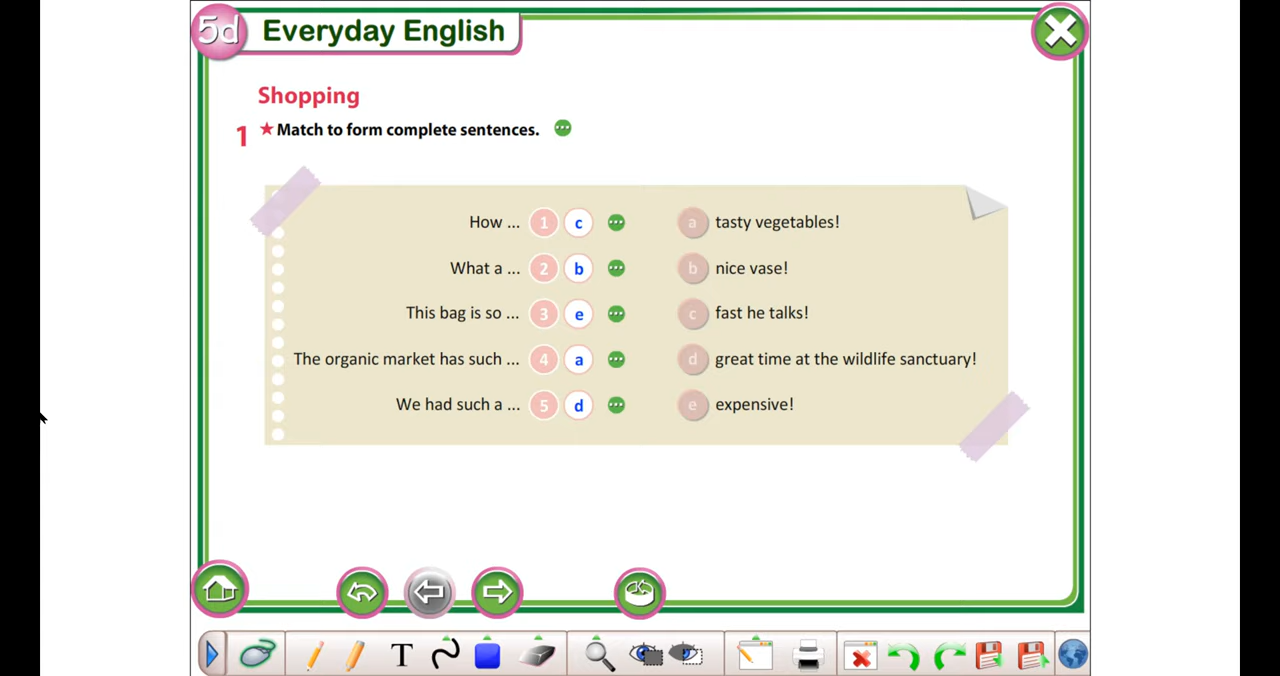 5d Everyday English
Shopping
1 ★ Match to form complete sentences.
How ... 1 c a tasty vegetables!
What a ... 2 b b nice vase!
This bag is so ... 3 e c fast he talks!
The organic market has such ... 4 a d great time at the wildlife sanctuary!
We had such a ... 5 d e expensive!
T